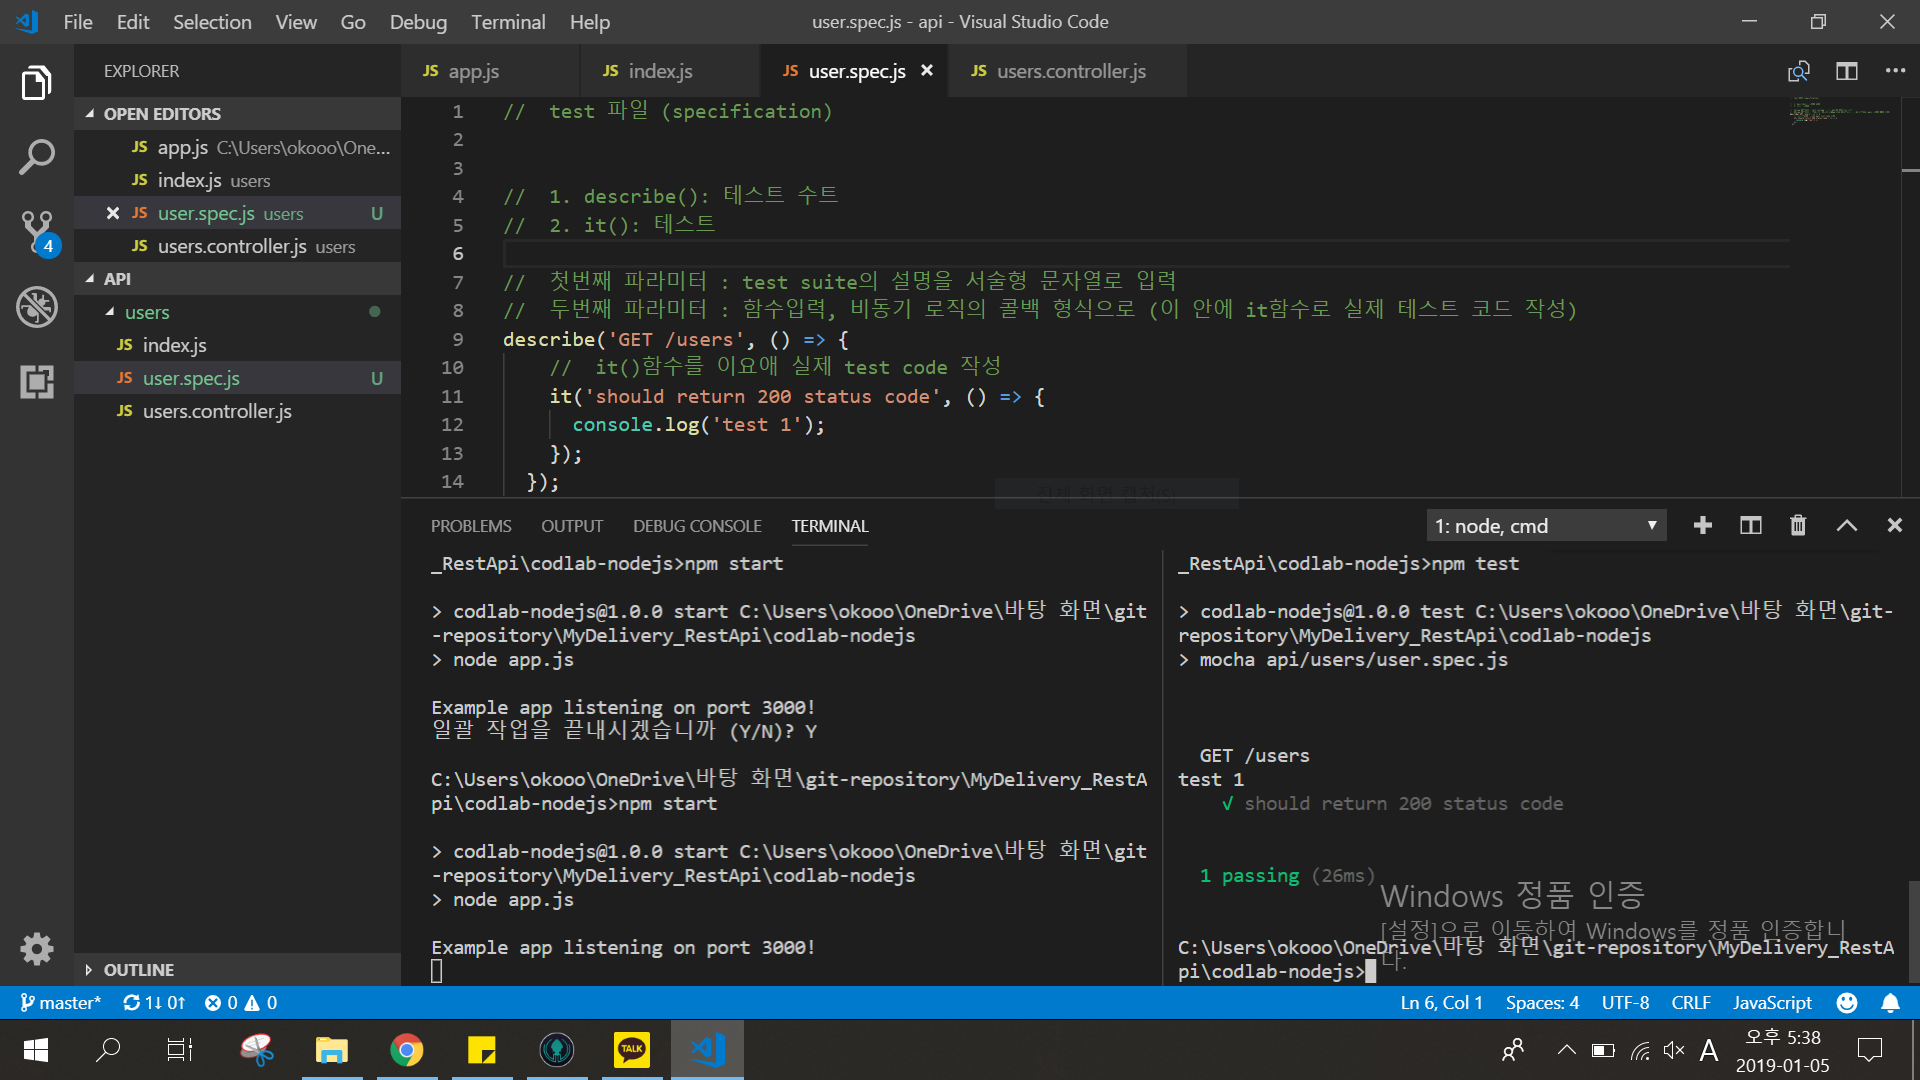 File Edit Selection View Go Debug Terminal Help
user.spec.js - api - Visual Studio Code
EXPLORER
OPEN EDITORS
JS app.js C:\Users\okooo\One...
JS index.js users
JS user.spec.js users U
JS users.controller.js users
API
users
JS index.js
JS user.spec.js U
JS users.controller.js
OUTLINE
4
JS app.js JS index.js JS user.spec.js JS users.controller.js
1 // test 파일 (specification)
2
3
4 // 1. describe(): 테스트 수트
5 // 2. it(): 테스트
6
7 // 첫번째 파라미터 : test suite의 설명을 서술형 문자열로 입력
8 // 두번째 파라미터 : 함수입력, 비동기 로직의 콜백 형식으로 (이 안에 it함수로 실제 테스트 코드 작성)
9 describe('GET /users', () => {
10 // it()함수를 이요애 실제 test code 작성
11 it('should return 200 status code', () => {
12 console.log('test 1');
13 });
14 });
전체 화면 캡처(S)
PROBLEMS OUTPUT DEBUG CONSOLE TERMINAL
1: node, cmd
_RestApi\codlab-nodejs>npm start
> codlab-nodejs@1.0.0 start C:\Users\okooo\OneDrive\바탕 화면\git
-repository\MyDelivery_RestApi\codlab-nodejs
> node app.js
Example app listening on port 3000!
일괄 작업을 끝내시겠습니까 (Y/N)? Y
C:\Users\okooo\OneDrive\바탕 화면\git-repository\MyDelivery_RestA
pi\codlab-nodejs>npm start
> codlab-nodejs@1.0.0 start C:\Users\okooo\OneDrive\바탕 화면\git
-repository\MyDelivery_RestApi\codlab-nodejs
> node app.js
Example app listening on port 3000!
_RestApi\codlab-nodejs>npm test
> codlab-nodejs@1.0.0 test C:\Users\okooo\OneDrive\바탕 화면\git-
repository\MyDelivery_RestApi\codlab-nodejs
> mocha api/users/user.spec.js
GET /users
test 1
√ should return 200 status code
1 passing (26ms)
C:\Users\okooo\OneDrive\바탕 화면\git-repository\MyDelivery_RestA
pi\codlab-nodejs>
Windows 정품 인증
[설정]으로 이동하여 Windows를 정품 인증합니
다.
master* 1↓ 0↑ 0 0
Ln 6, Col 1 Spaces: 4 UTF-8 CRLF JavaScript
TALK
A
오후 5:38
2019-01-05